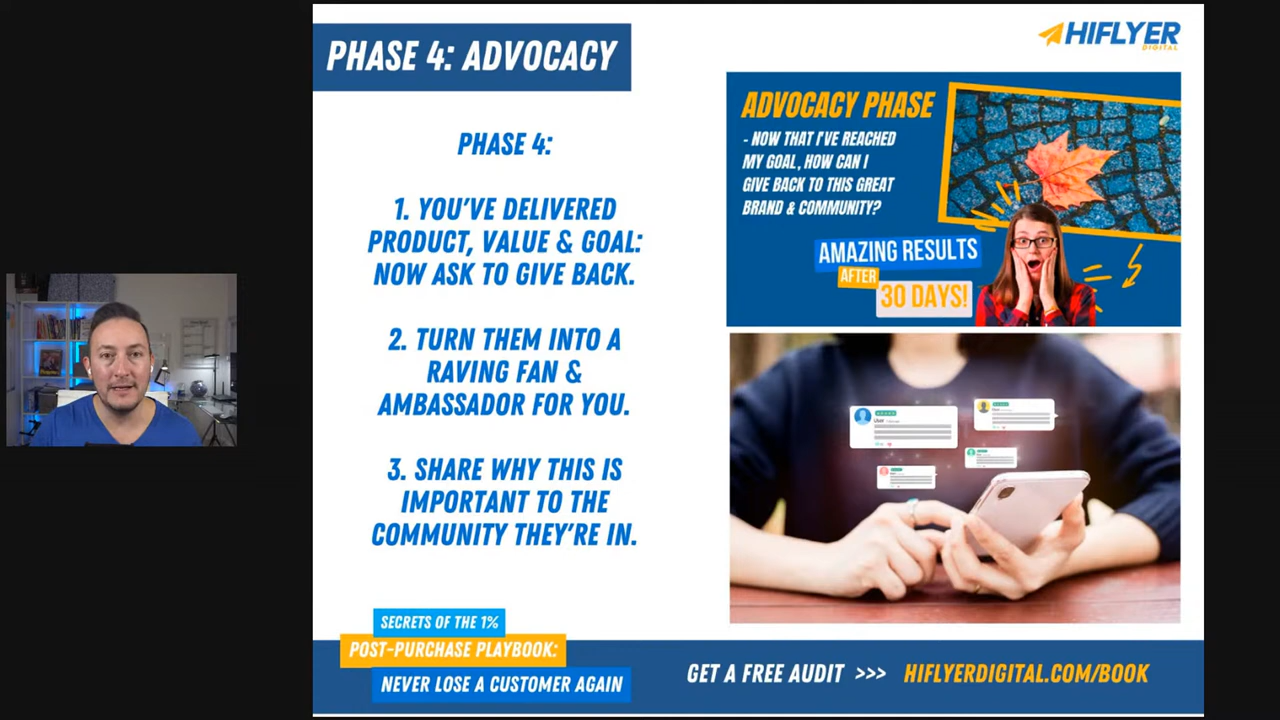 PHASE 4: ADVOCACY
HIFLYER
DIGITAL
PHASE 4:
1. YOU'VE DELIVERED
PRODUCT, VALUE & GOAL:
NOW ASK TO GIVE BACK.
2. TURN THEM INTO A
RAVING FAN &
AMBASSADOR FOR YOU.
3. SHARE WHY THIS IS
IMPORTANT TO THE
COMMUNITY THEY'RE IN.
ADVOCACY PHASE
- NOW THAT I'VE REACHED
MY GOAL, HOW CAN I
GIVE BACK TO THIS GREAT
BRAND & COMMUNITY?
AMAZING RESULTS
AFTER
30 DAYS!
User
User
SECRETS OF THE 1%
POST-PURCHASE PLAYBOOK:
NEVER LOSE A CUSTOMER AGAIN
GET A FREE AUDIT >>> HIFLYERDIGITAL.COM/BOOK